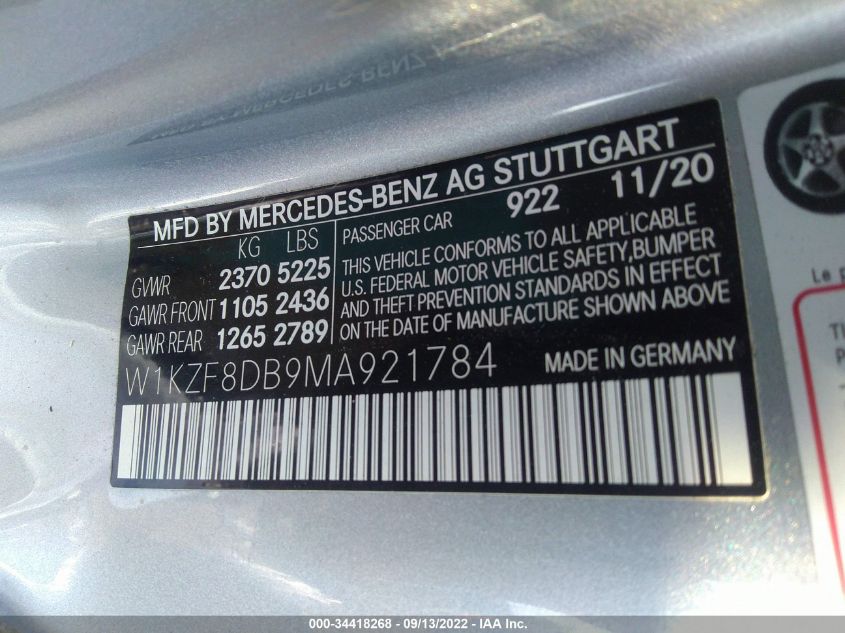 MFD BY MERCEDES-BENZ AG STUTTGART
KG LBS
GVWR 2370 5225
GAWR FRONT 1105 2436
GAWR REAR 1265 2789
PASSENGER CAR 922 11/20
THIS VEHICLE CONFORMS TO ALL APPLICABLE
U.S. FEDERAL MOTOR VEHICLE SAFETY,BUMPER
AND THEFT PREVENTION STANDARDS IN EFFECT
ON THE DATE OF MANUFACTURE SHOWN ABOVE
W1KZF8DB9MA921784 MADE IN GERMANY
Le p
000-34418268 - 09/13/2022 - IAA Inc.